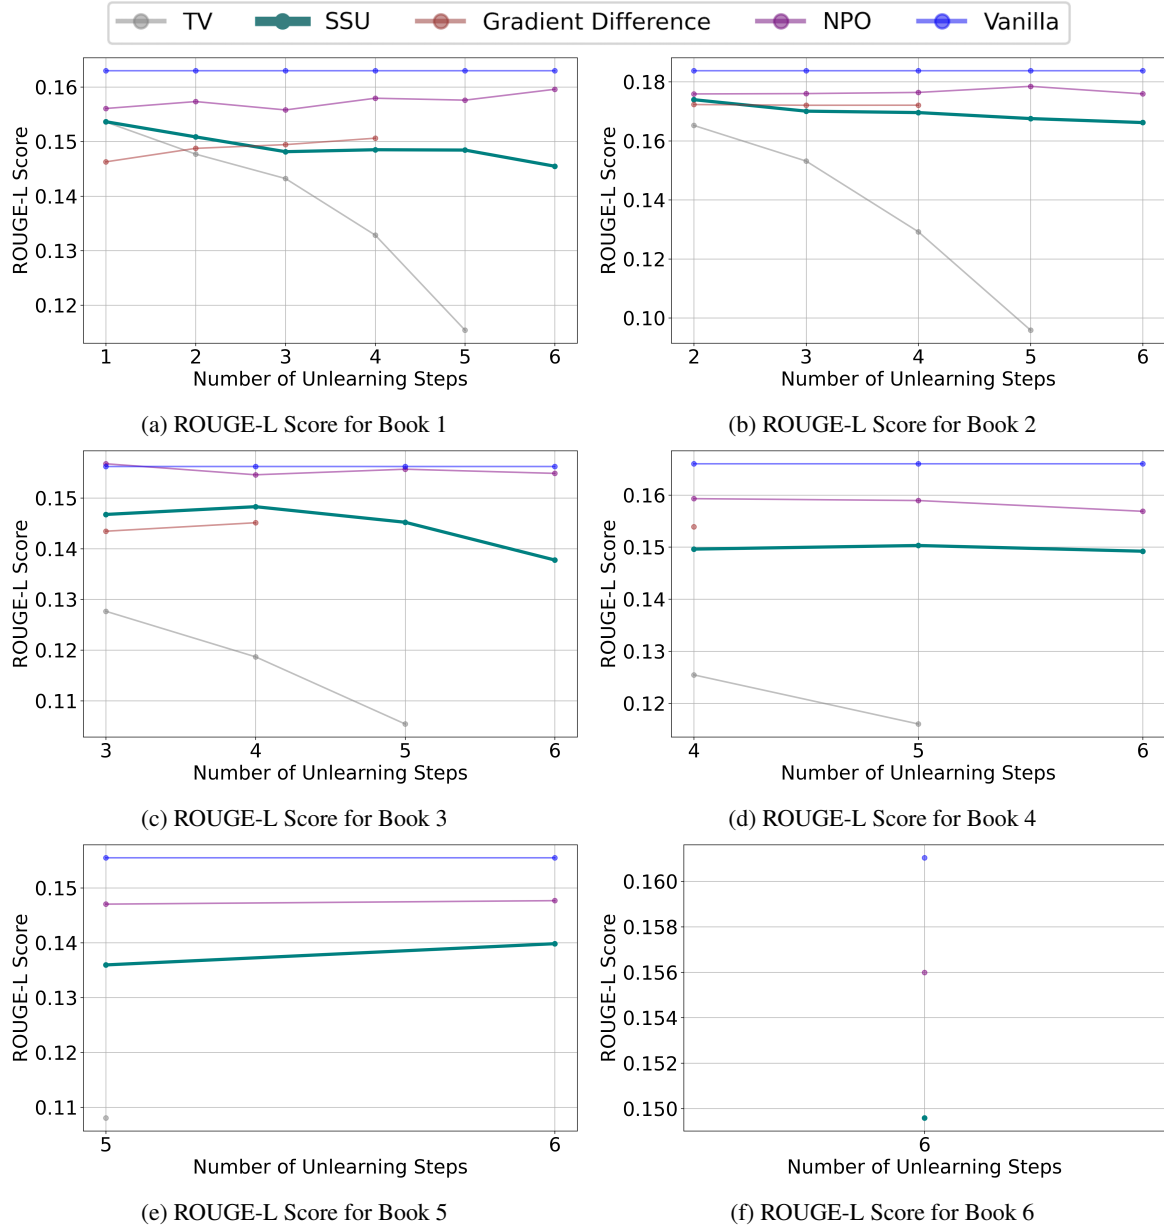 TV SSU Gradient Difference NPO Vanilla
0.16
0.15
0.14
0.13
0.12
ROUGE-L Score
1 2 3 4 5 6
Number of Unlearning Steps
(a) ROUGE-L Score for Book 1
0.18
0.16
0.14
0.12
0.10
ROUGE-L Score
2 3 4 5 6
Number of Unlearning Steps
(b) ROUGE-L Score for Book 2
0.15
0.14
0.13
0.12
0.11
ROUGE-L Score
3 4 5 6
Number of Unlearning Steps
(c) ROUGE-L Score for Book 3
0.16
0.15
0.14
0.13
0.12
ROUGE-L Score
4 5 6
Number of Unlearning Steps
(d) ROUGE-L Score for Book 4
0.15
0.14
0.13
0.12
0.11
ROUGE-L Score
5 6
Number of Unlearning Steps
(e) ROUGE-L Score for Book 5
0.160
0.158
0.156
0.154
0.152
0.150
ROUGE-L Score
6
Number of Unlearning Steps
(f) ROUGE-L Score for Book 6